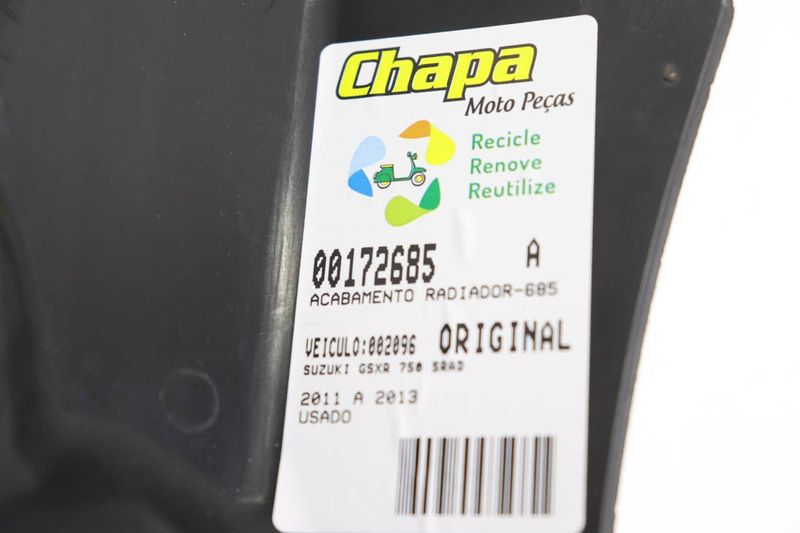 Chapa
Moto Peças
Recicle
Renove
Reutilize
00172685 A
ACABAMENTO RADIADOR-685
VEICULO:002096 ORIGINAL
SUZUKI GSXR 750 SRAD
2011 A 2013
USADO